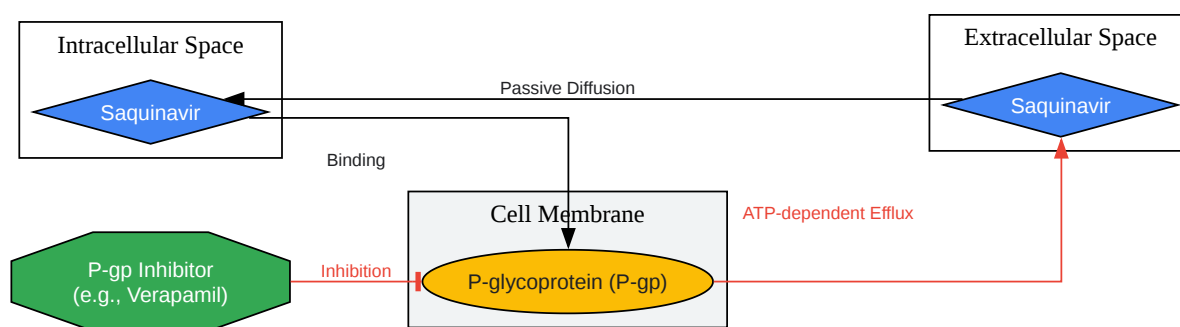 Intracellular Space
Extracellular Space
Saquinavir
Passive Diffusion
Saquinavir
Binding
Cell Membrane
ATP-dependent Efflux
P-gp Inhibitor
(e.g., Verapamil)
Inhibition
P-glycoprotein (P-gp)